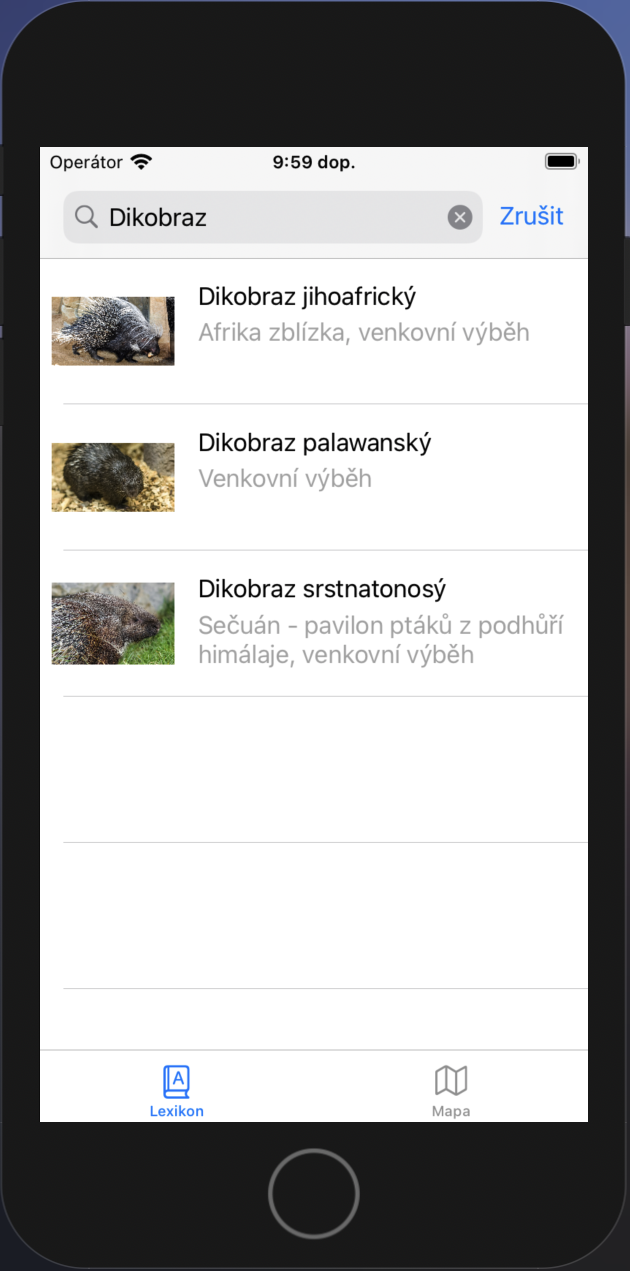 Operátor
9:59 dop.
Dikobraz
Zrušit
Dikobraz jihoafrický
Afrika zblízka, venkovní výběh
Dikobraz palawanský
Venkovní výběh
Dikobraz srstnatonosý
Sečuán - pavilon ptáků z podhůří
himálaje, venkovní výběh
A
Lexikon
Mapa